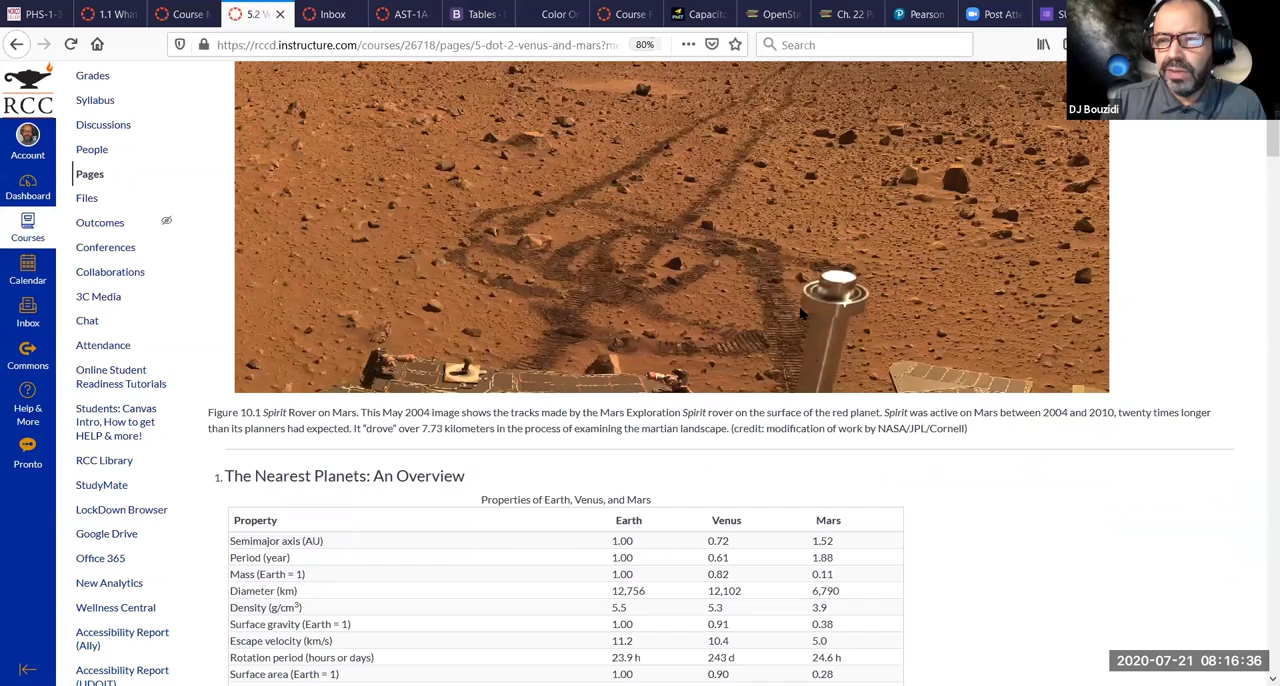 PHS-1-3
1.1 What
Course M
5.2 V
Inbox
AST-1A
Tables -
Color Or
Course R
Capacito
OpenSta
Ch. 22 P
Pearson
Post Atte
SU
https://rccd.instructure.com/courses/26718/pages/5-dot-2-venus-and-mars?m
80%
Search
DJ Bouzidi
RCC
Account
Dashboard
Courses
Calendar
Inbox
Commons
Help &
More
Pronto
Grades
Syllabus
Discussions
People
Pages
Files
Outcomes
Conferences
Collaborations
3C Media
Chat
Attendance
Online Student
Readiness Tutorials
Students: Canvas
Intro, How to get
HELP & more!
RCC Library
StudyMate
LockDown Browser
Google Drive
Office 365
New Analytics
Wellness Central
Accessibility Report
(Ally)
Accessibility Report
(UDOIT)
Figure 10.1 Spirit Rover on Mars. This May 2004 image shows the tracks made by the Mars Exploration Spirit rover on the surface of the red planet. Spirit was active on Mars between 2004 and 2010, twenty times longer
than its planners had expected. It “drove” over 7.73 kilometers in the process of examining the martian landscape. (credit: modification of work by NASA/JPL/Cornell)
1. The Nearest Planets: An Overview
Properties of Earth, Venus, and Mars
Property Earth Venus Mars
Semimajor axis (AU) 1.00 0.72 1.52
Period (year) 1.00 0.61 1.88
Mass (Earth = 1) 1.00 0.82 0.11
Diameter (km) 12,756 12,102 6,790
Density (g/cm3) 5.5 5.3 3.9
Surface gravity (Earth = 1) 1.00 0.91 0.38
Escape velocity (km/s) 11.2 10.4 5.0
Rotation period (hours or days) 23.9 h 243 d 24.6 h
Surface area (Earth = 1) 1.00 0.90 0.28
2020-07-21 08:16:36